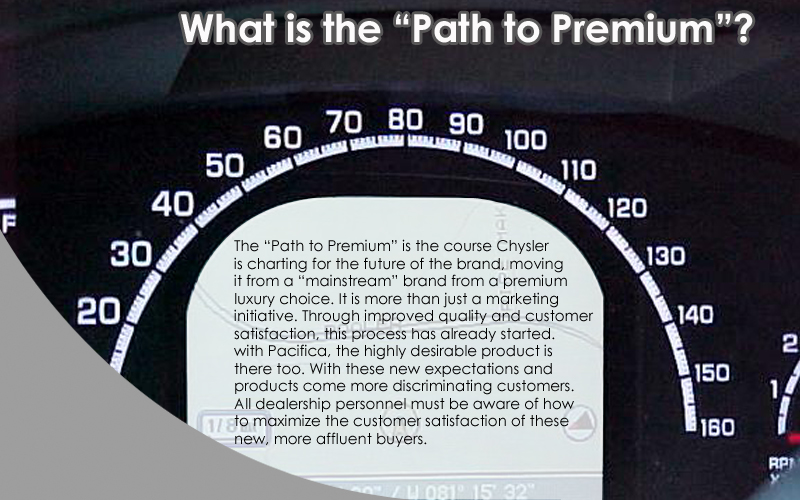 What is the “Path to Premium”?
60 70 80 90 100
50 110
40 120
30 130
20 140
150
160
F
2
1
RPM
X
The “Path to Premium” is the course Chysler
is charting for the future of the brand, moving
it from a “mainstream” brand from a premium
luxury choice. It is more than just a marketing
initiative. Through improved quality and customer
satisfaction, this process has already started.
with Pacifica, the highly desirable product is
there too. With these new expectations and
products come more discriminating customers.
All dealership personnel must be aware of how
to maximize the customer satisfaction of these
new, more affluent buyers.
1/8
/ W 081° 15' 32"